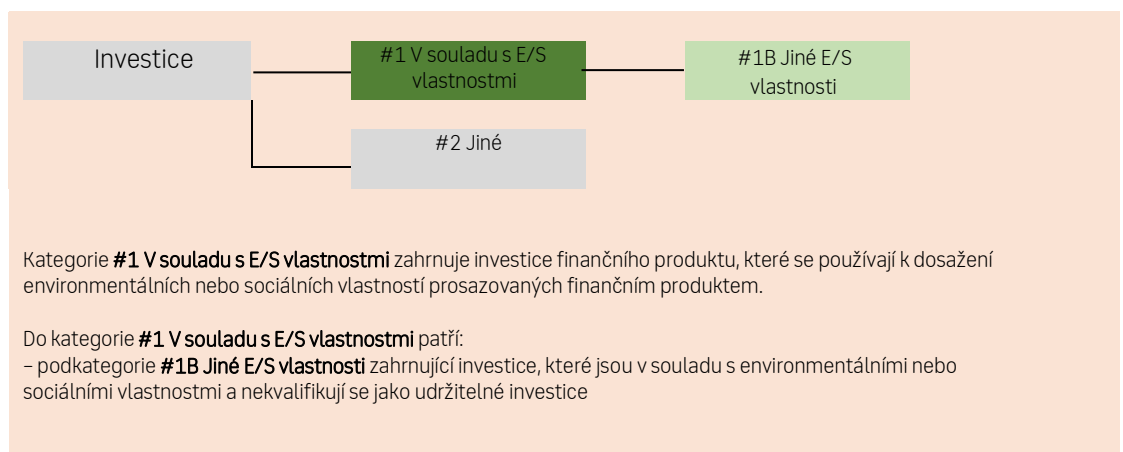 Investice
#1 V souladu s E/S
vlastnostmi
#1B Jiné E/S
vlastnosti
#2 Jiné
Kategorie #1 V souladu s E/S vlastnostmi zahrnuje investice finančního produktu, které se používají k dosažení
environmentálních nebo sociálních vlastností prosazovaných finančním produktem.
Do kategorie #1 V souladu s E/S vlastnostmi patří:
– podkategorie #1B Jiné E/S vlastnosti zahrnující investice, které jsou v souladu s environmentálními nebo
sociálními vlastnostmi a nekvalifikují se jako udržitelné investice